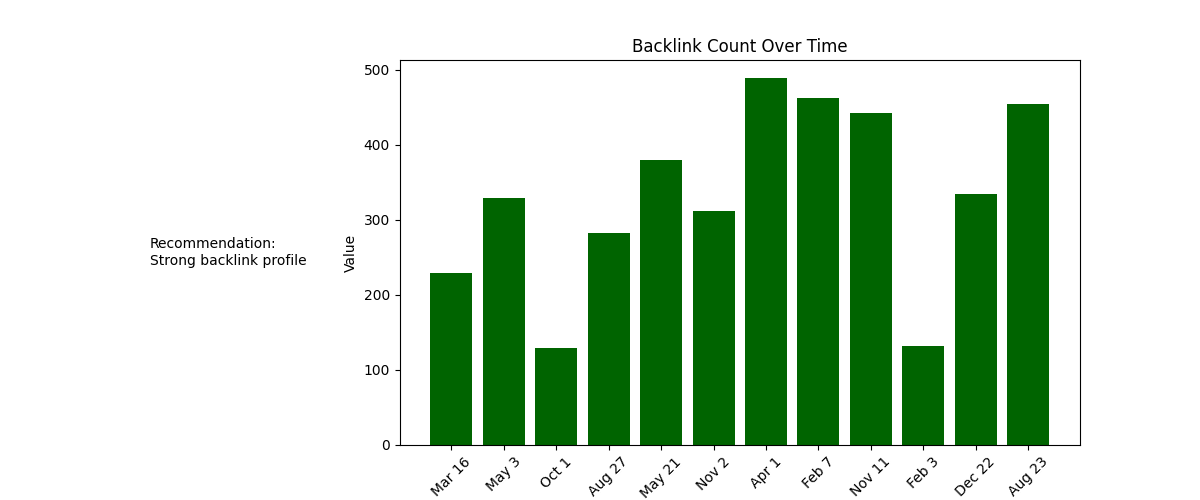 Backlink Count Over Time
Recommendation:
Strong backlink profile
Value
500
400
300
200
100
0
Mar 16
May 3
Oct 1
Aug 27
May 21
Nov 2
Apr 1
Feb 7
Nov 11
Feb 3
Dec 22
Aug 23